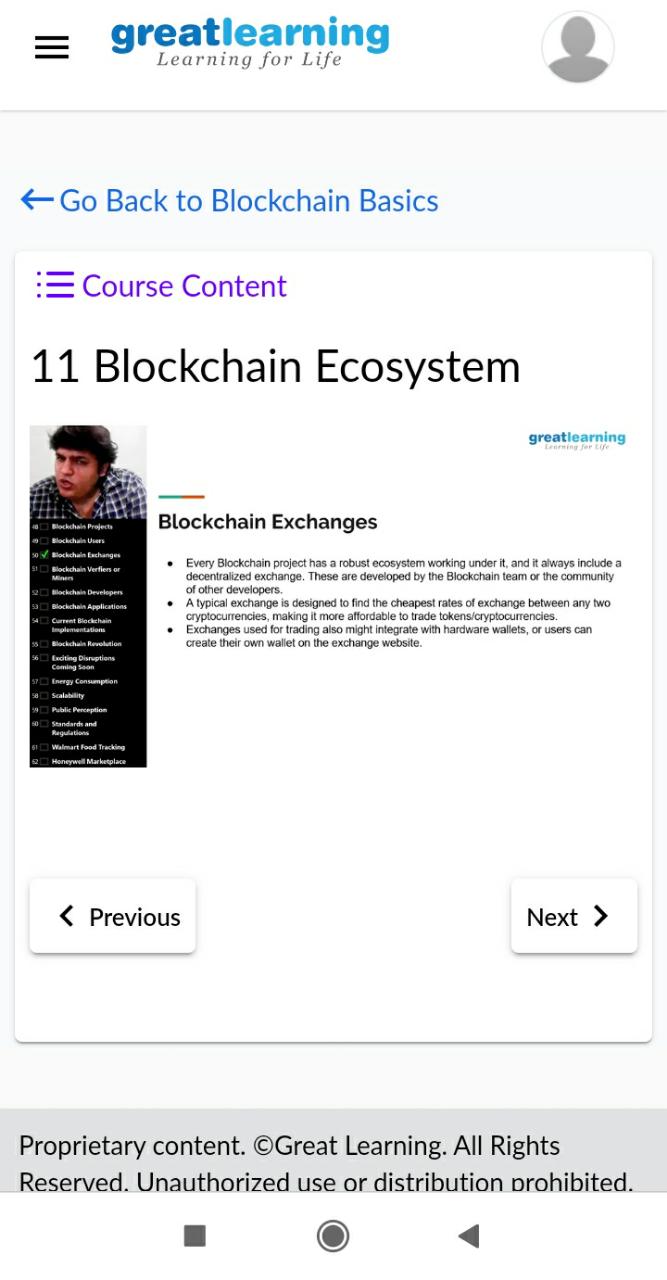 greatlearning
Learning for Life
Go Back to Blockchain Basics
Course Content
11 Blockchain Ecosystem
48 Blockchain Projects
49 Blockchain Users
50 Blockchain Exchanges
51 Blockchain Verfiers or
Miners
52 Blockchain Developers
53 Blockchain Applications
54 Current Blockchain
Implementations
55 Blockchain Revolution
56 Exciting Disruptions
Coming Soon
57 Energy Consumption
58 Scalability
59 Public Perception
60 Standards and
Regulations
61 Walmart Food Tracking
62 Honeywell Marketplace
greatlearning
Learning for Life
Blockchain Exchanges
• Every Blockchain project has a robust ecosystem working under it, and it always include a
decentralized exchange. These are developed by the Blockchain team or the community
of other developers.
• A typical exchange is designed to find the cheapest rates of exchange between any two
cryptocurrencies, making it more affordable to trade tokens/cryptocurrencies.
• Exchanges used for trading also might integrate with hardware wallets, or users can
create their own wallet on the exchange website.
Previous
Next
Proprietary content. ©Great Learning. All Rights
Reserved. Unauthorized use or distribution prohibited.